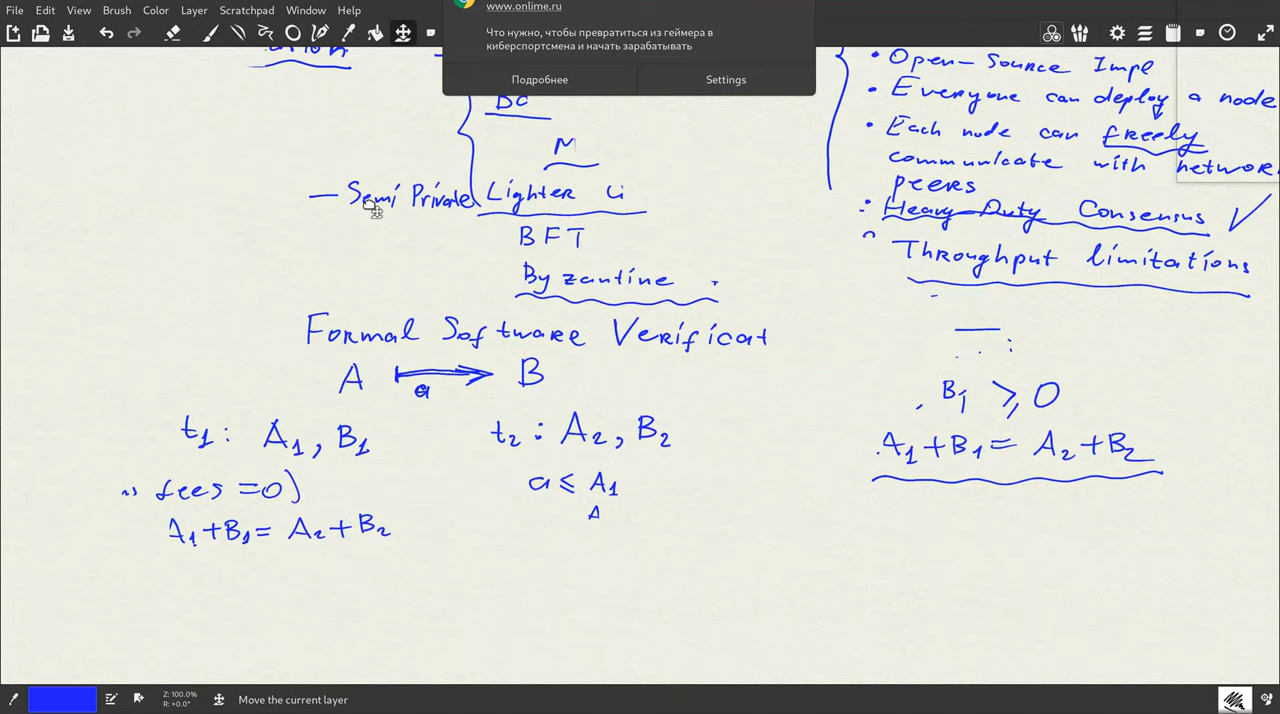 File Edit View Brush Color Layer Scratchpad Window Help
www.onlime.ru
Что нужно, чтобы превратиться из геймера в
киберспортсмена и начать зарабатывать
Подробнее Settings
— Semi Private
Lighter
BFT
Byzantine
• Open-Source Impl
• Everyone can deploy a node
• Each node can freely
communicate with network
peers
Heavy-Duty Consensus ✓
Throughput limitations
Formal Software Verificat
A → B
a
t₁: A₁, B₁
t₂: A₂, B₂
fees =0)
a ≤ A₁
A₁+B₁= A₂+B₂
B₁ ⩾ 0
A₁+B₁= A₂+B₂
Z: 100.0%
R: +0.0°
Move the current layer